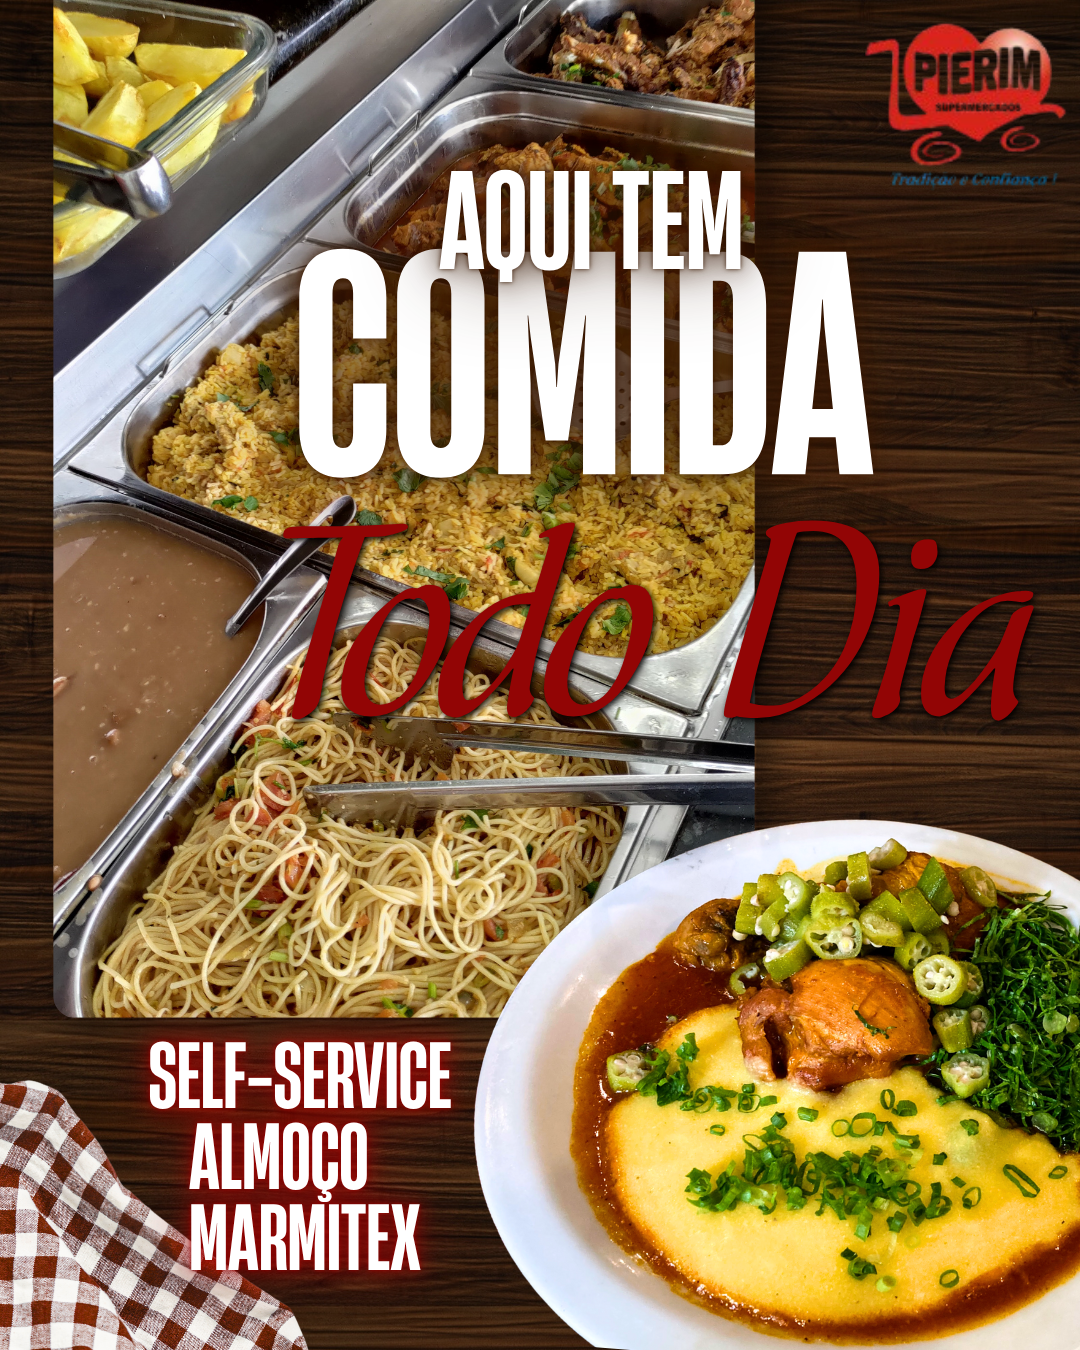 PIERIM
SUPERMERCADOS
Tradição e Confiança !
AQUI TEM
COMIDA
Todo Dia
SELF-SERVICE
ALMOÇO
MARMITEX